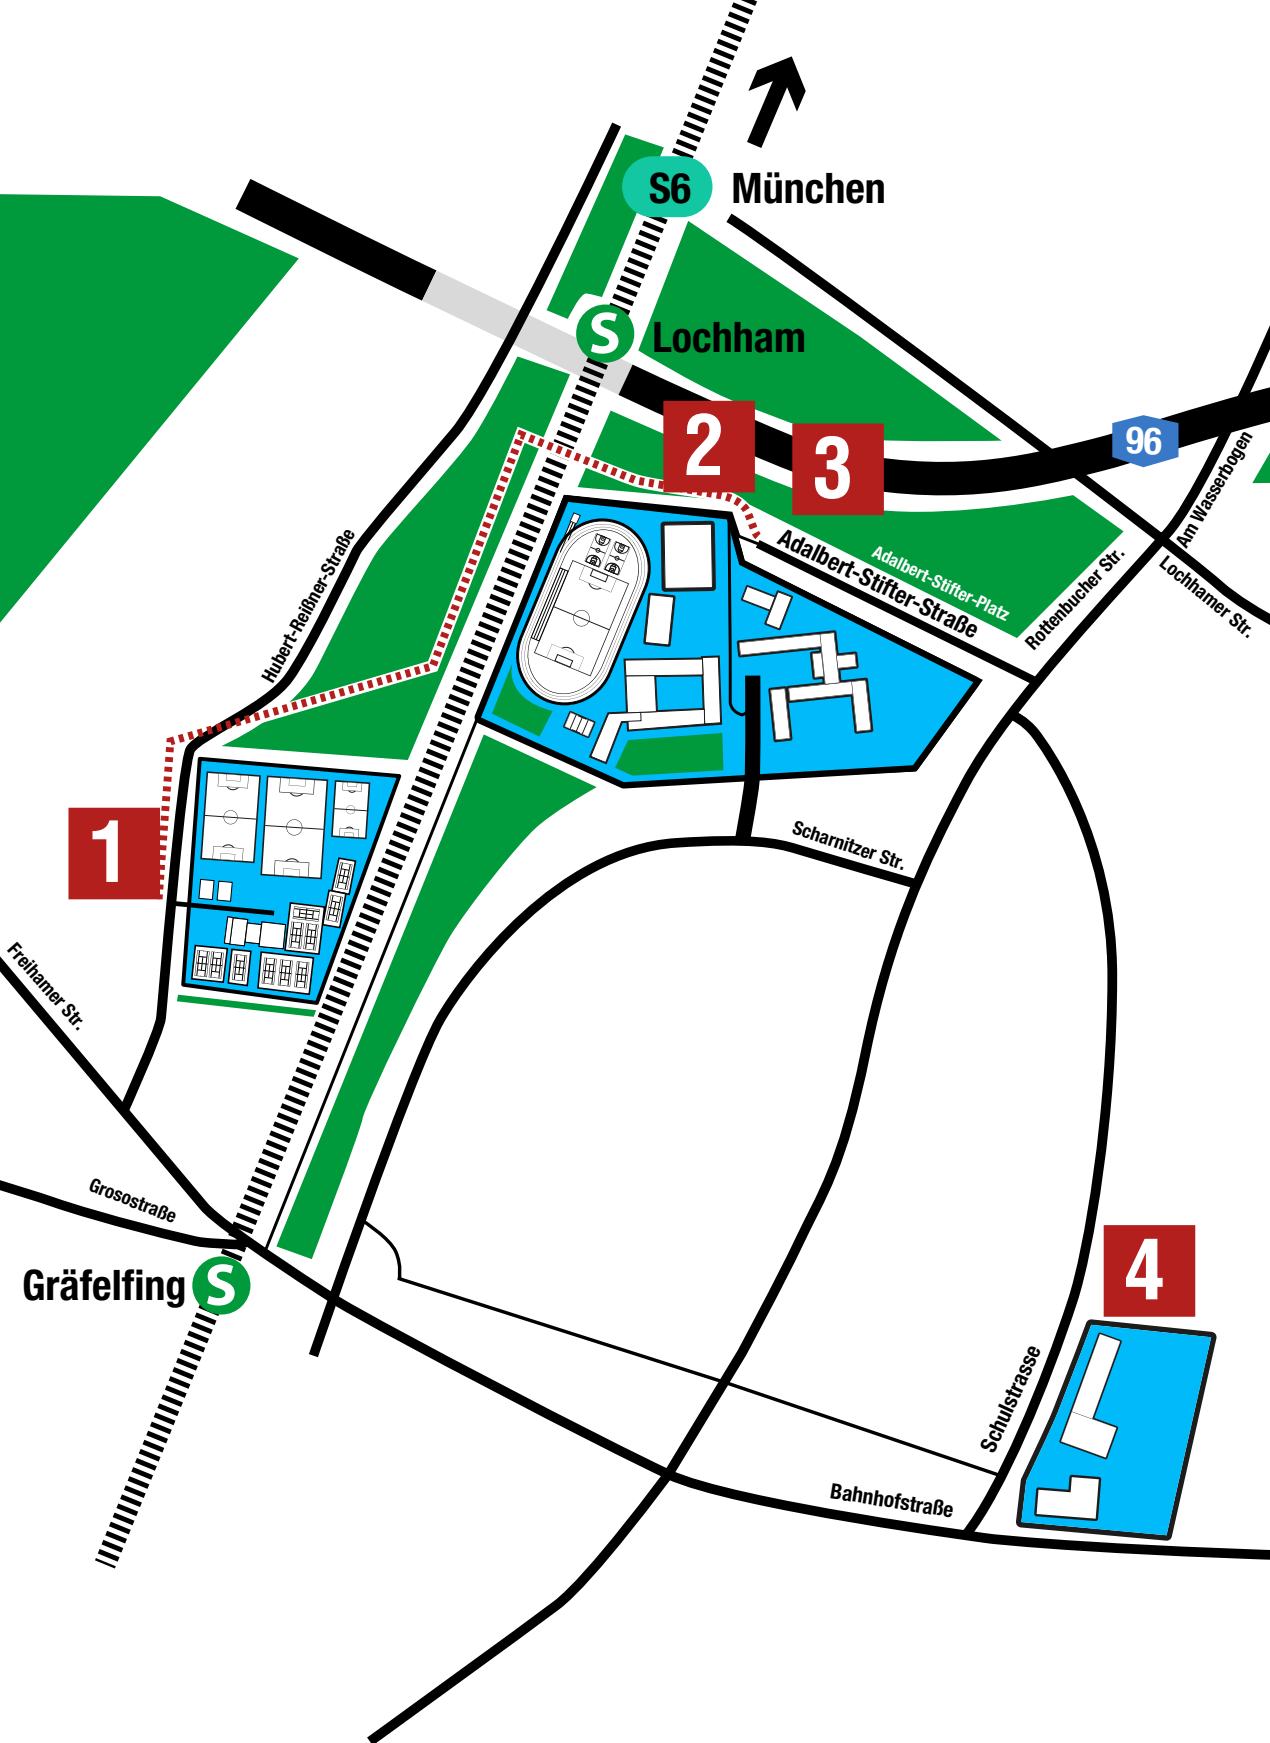 S6
München
S
Lochham
96
2
3
Am Wasserbogen
Adalbert-Stifter-Platz
Adalbert-Stifter-Straße
Rottenbucher Str.
Lochhamer Str.
Hubert-Reißner-Straße
1
Scharnitzer Str.
Freihamer Str.
Grosostraße
Gräfelfing
S
4
Schulstrasse
Bahnhofstraße